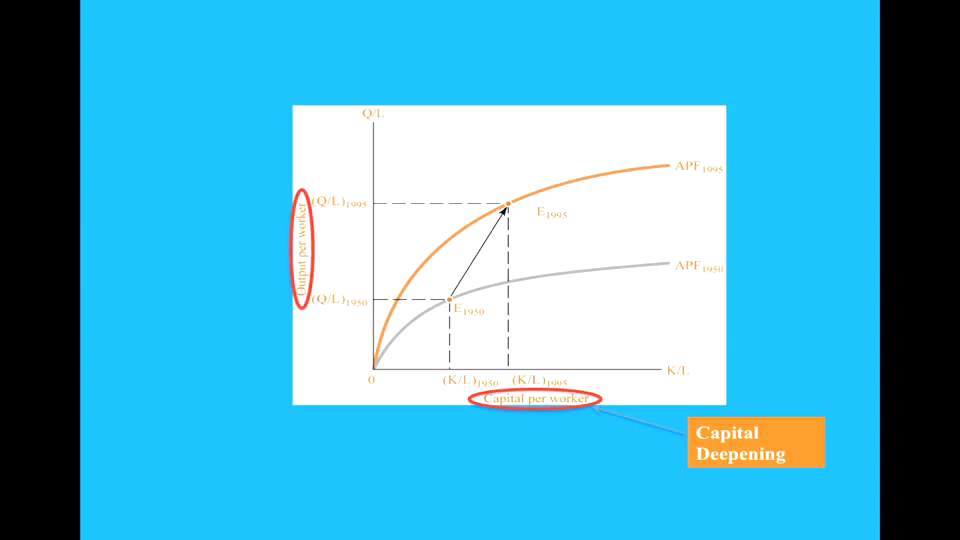 Q/L
APF1995
(Q/L)1995
E1995
Output per worker
APF1950
(Q/L)1950
E1950
0
K/L
(K/L)1950
(K/L)1995
Capital per worker
Capital
Deepening